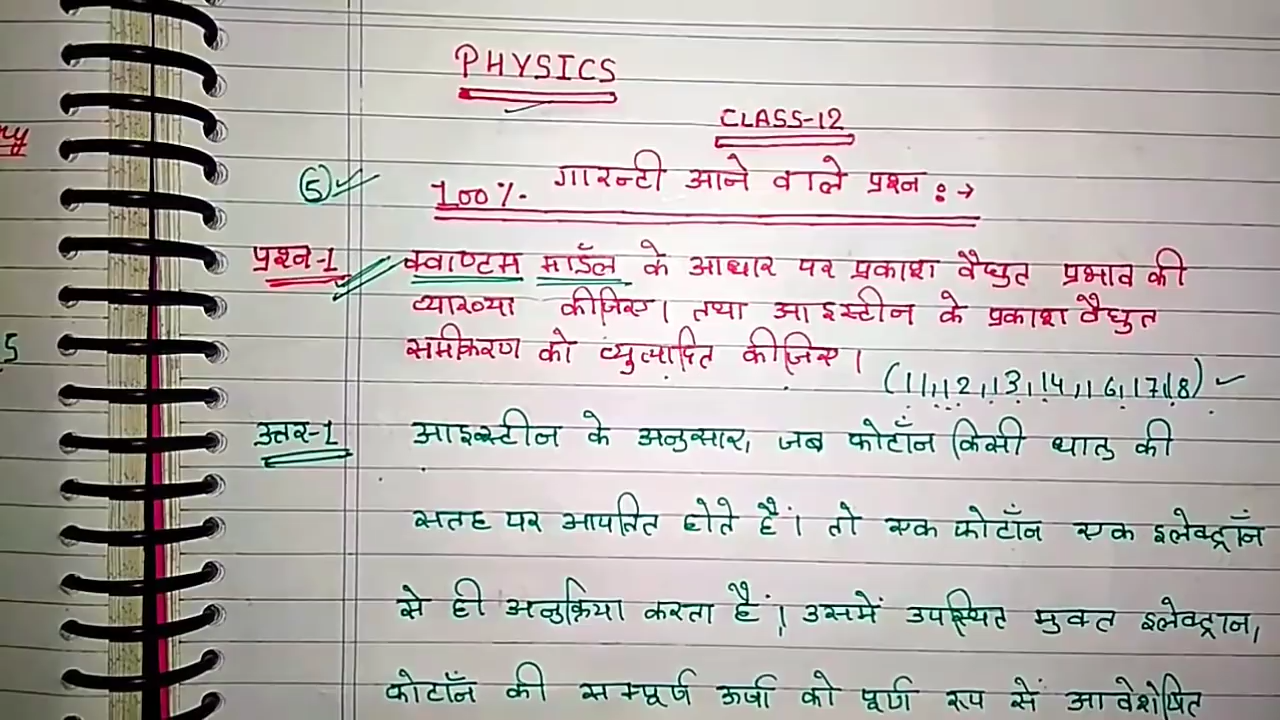 PHYSICS
CLASS-12
5
100%. गारन्टी आने वाले प्रश्न :→
प्रश्न-1 क्वाण्टम मॉडल के आधार पर प्रकाश वैधुत प्रभाव की
व्याख्या कीजिए। तथा आइस्टीन के प्रकाश वैधुत
समीकरण को व्युत्पादित कीजिए।
(11,12,13,14,16,17,18)
उत्तर-1 आइन्स्टीन के अनुसार, जब फोटॉन किसी धातु की
सतह पर आपतित होते हैं। तो एक फोटॉन एक इलेक्ट्रॉन
से ही अनुक्रिया करता है। उसमें उपस्थित मुक्त इलेक्ट्रान,
फोटॉन की सम्पूर्ण ऊर्जा को पूर्ण रुप सें आवेशेषित